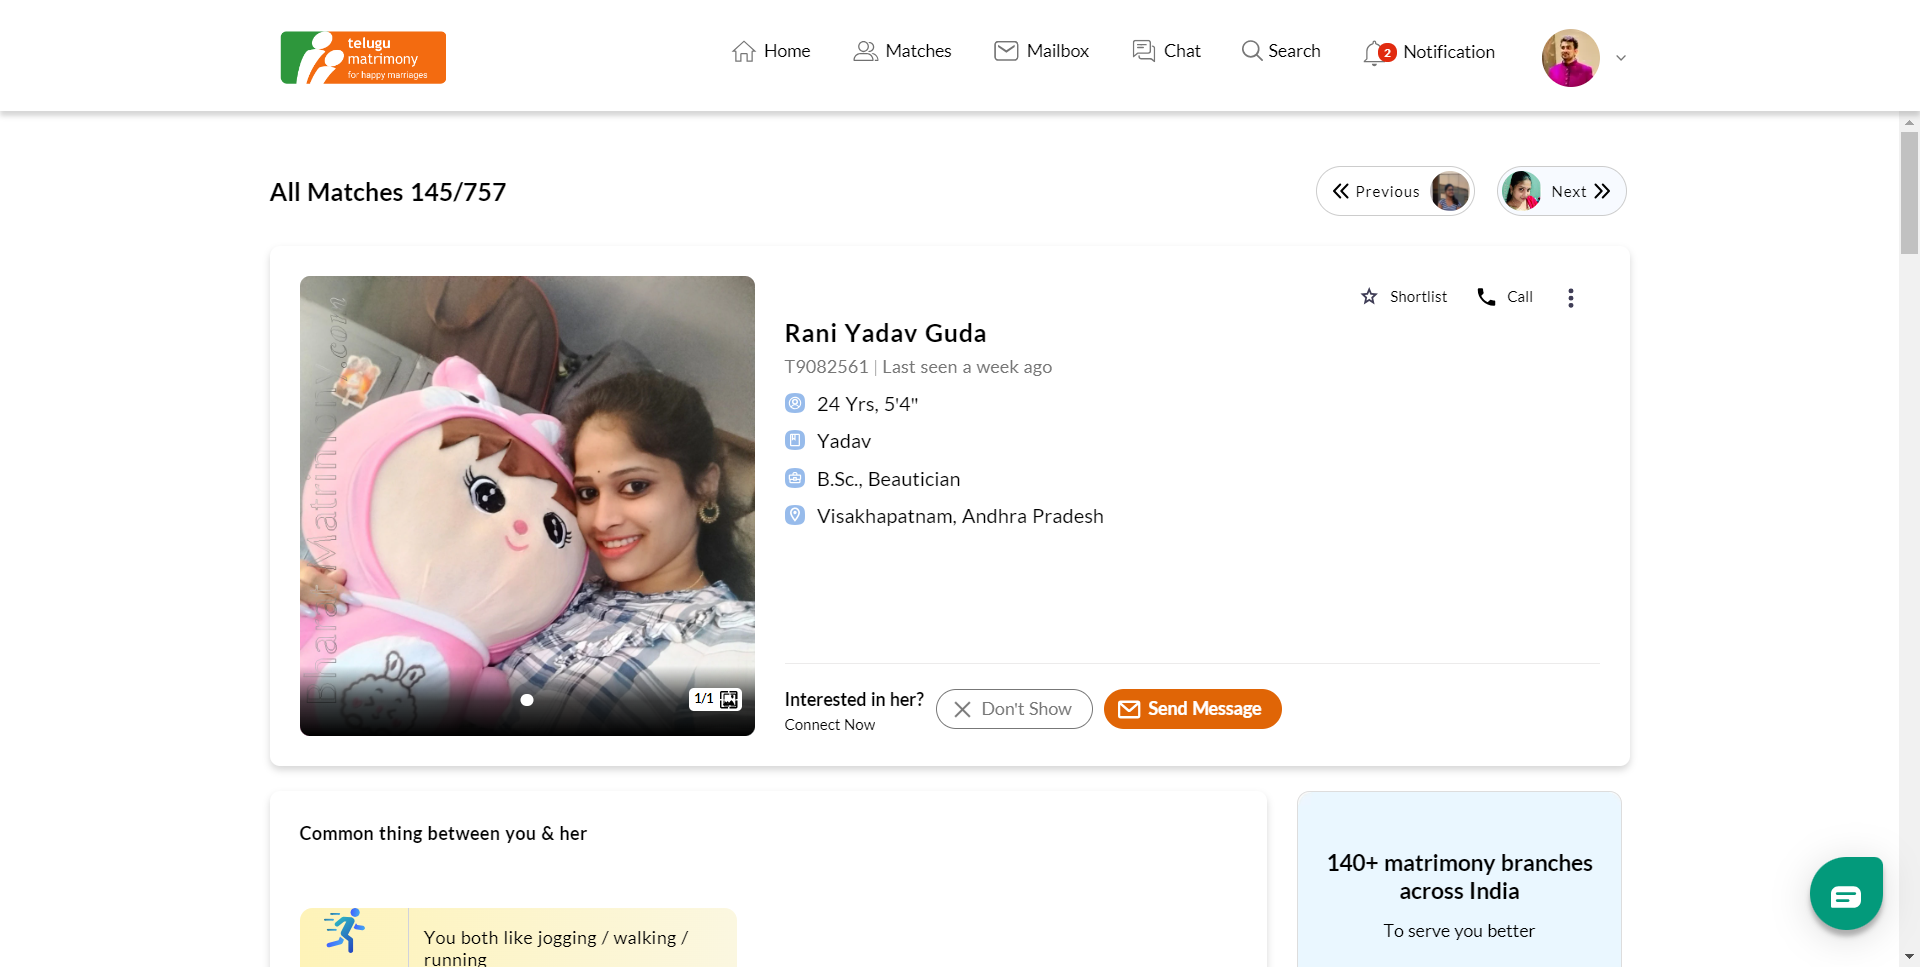 telugu
matrimony
for happy marriages
Home
Matches
Mailbox
Chat
Search
2
Notification
All Matches 145/757
Previous
Next
BharatMatrimony.com
Shortlist
Call
Rani Yadav Guda
T9082561 | Last seen a week ago
24 Yrs, 5'4"
Yadav
B.Sc., Beautician
Visakhapatnam, Andhra Pradesh
1/1
Interested in her?
Connect Now
Don't Show
Send Message
Common thing between you & her
You both like jogging / walking /
running
140+ matrimony branches
across India
To serve you better